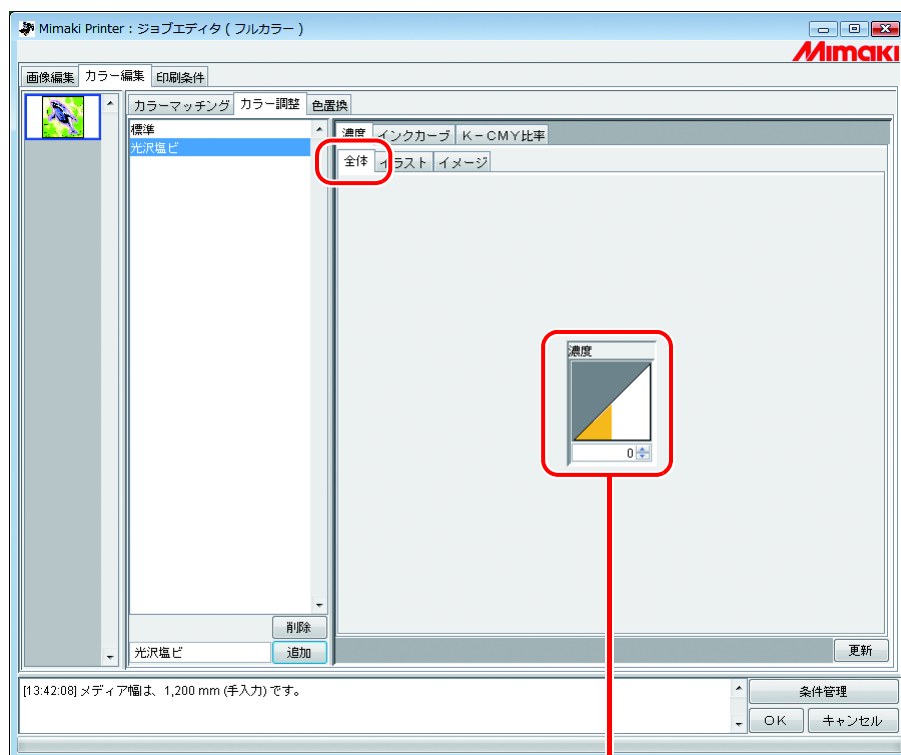 Mimaki Printer : ジョブエディタ ( フルカラー )
Mimaki
画像編集 カラー編集 印刷条件
カラーマッチング カラー調整 色置換
標準
光沢塩ビ
濃度 インクカーブ K－CMY比率
全体 イラスト イメージ
濃度
0
削除
光沢塩ビ 追加
更新
[13:42:08] メディア幅は、1,200 mm (手入力) です。
条件管理
OK キャンセル